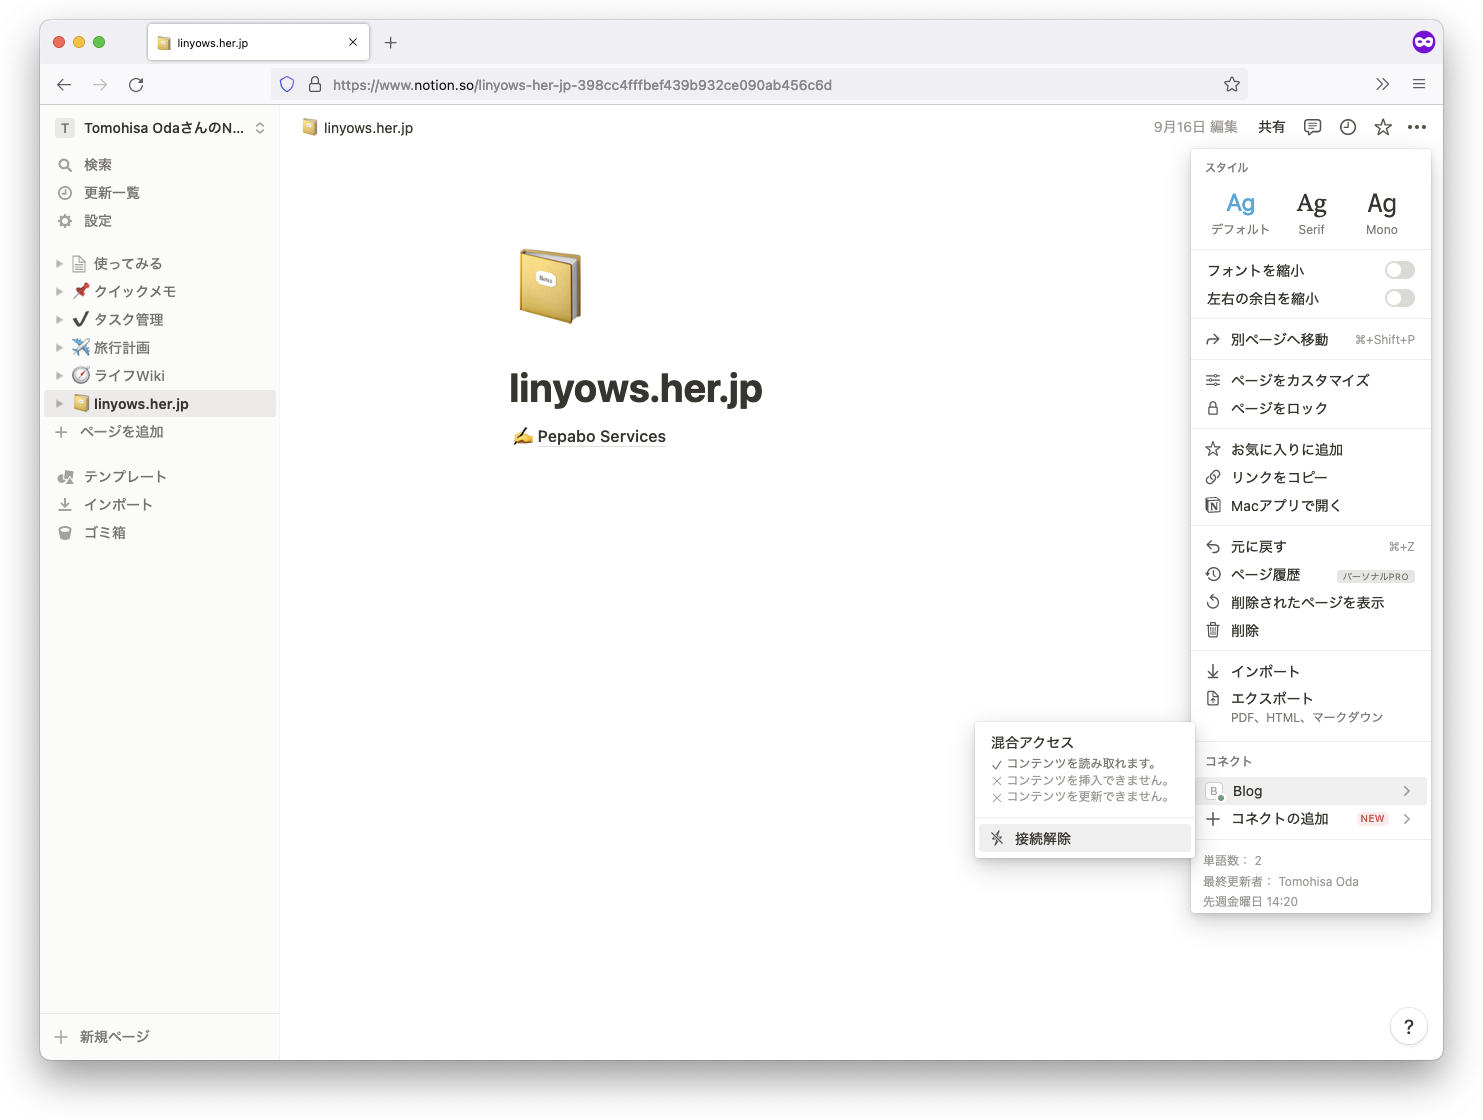 linyows.her.jp
https://www.notion.so/linyows-her-jp-398cc4fffbef439b932ce090ab456c6d
T Tomohisa OdaさんのN...
linyows.her.jp
9月16日 編集 共有
検索
更新一覧
設定
使ってみる
クイックメモ
タスク管理
旅行計画
ライフWiki
linyows.her.jp
ページを追加
テンプレート
インポート
ゴミ箱
新規ページ
Notes
linyows.her.jp
Pepabo Services
スタイル
Ag Ag Ag
デフォルト Serif Mono
フォントを縮小
左右の余白を縮小
別ページへ移動 ⌘+Shift+P
ページをカスタマイズ
ページをロック
お気に入りに追加
リンクをコピー
Macアプリで開く
元に戻す ⌘+Z
ページ履歴 パーソナルPRO
削除されたページを表示
削除
インポート
エクスポート
PDF、HTML、マークダウン
コネクト
B Blog
コネクトの追加 NEW
単語数： 2
最終更新者： Tomohisa Oda
先週金曜日 14:20
混合アクセス
コンテンツを読み取れます。
コンテンツを挿入できません。
コンテンツを更新できません。
接続解除
?